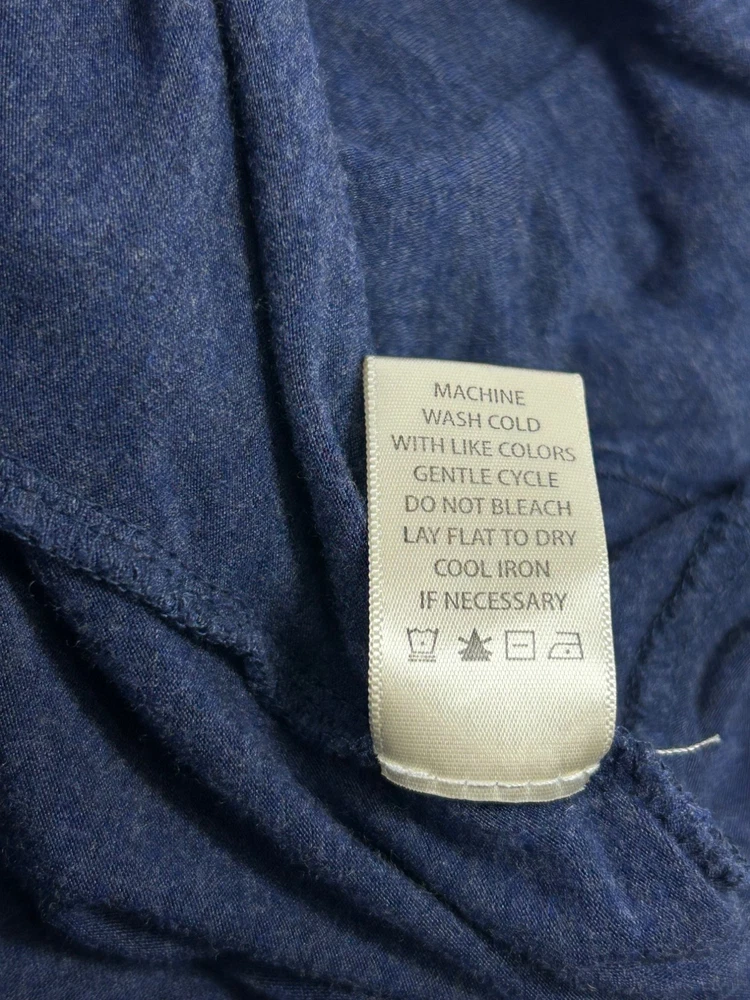 MACHINE
WASH COLD
WITH LIKE COLORS
GENTLE CYCLE
DO NOT BLEACH
LAY FLAT TO DRY
COOL IRON
IF NECESSARY